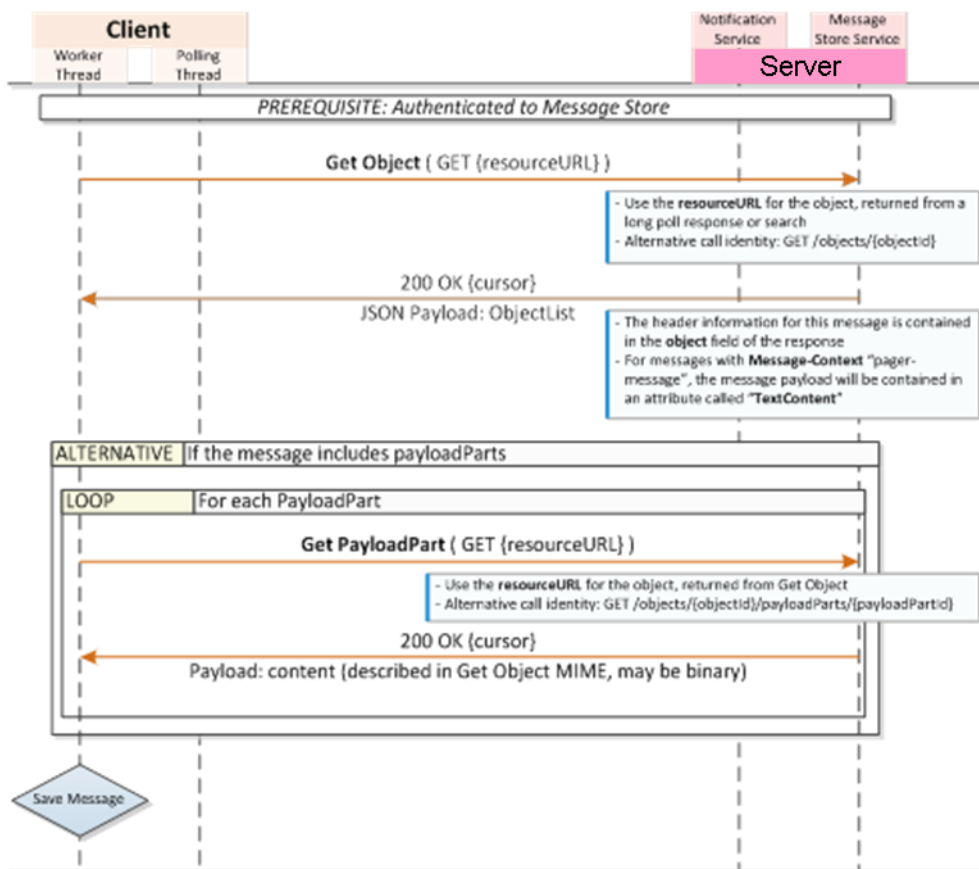 Client
Worker
Thread
Polling
Thread
Notification
Service
Message
Store Service
Server
PREREQUISITE: Authenticated to Message Store
Get Object ( GET {resourceURL} )
- Use the resourceURL for the object, returned from a
long poll response or search
- Alternative call identity: GET /objects/{objectId}
200 OK {cursor}
JSON Payload: ObjectList
- The header information for this message is contained
in the object field of the response
- For messages with Message-Context "pager-
message", the message payload will be contained in
an attribute called "TextContent"
ALTERNATIVE
If the message includes payloadParts
LOOP
For each PayloadPart
Get PayloadPart ( GET {resourceURL} )
- Use the resourceURL for the object, returned from Get Object
- Alternative call identity: GET /objects/{objectId}/payloadParts/{payloadPartId}
200 OK {cursor}
Payload: content (described in Get Object MIME, may be binary)
Save Message